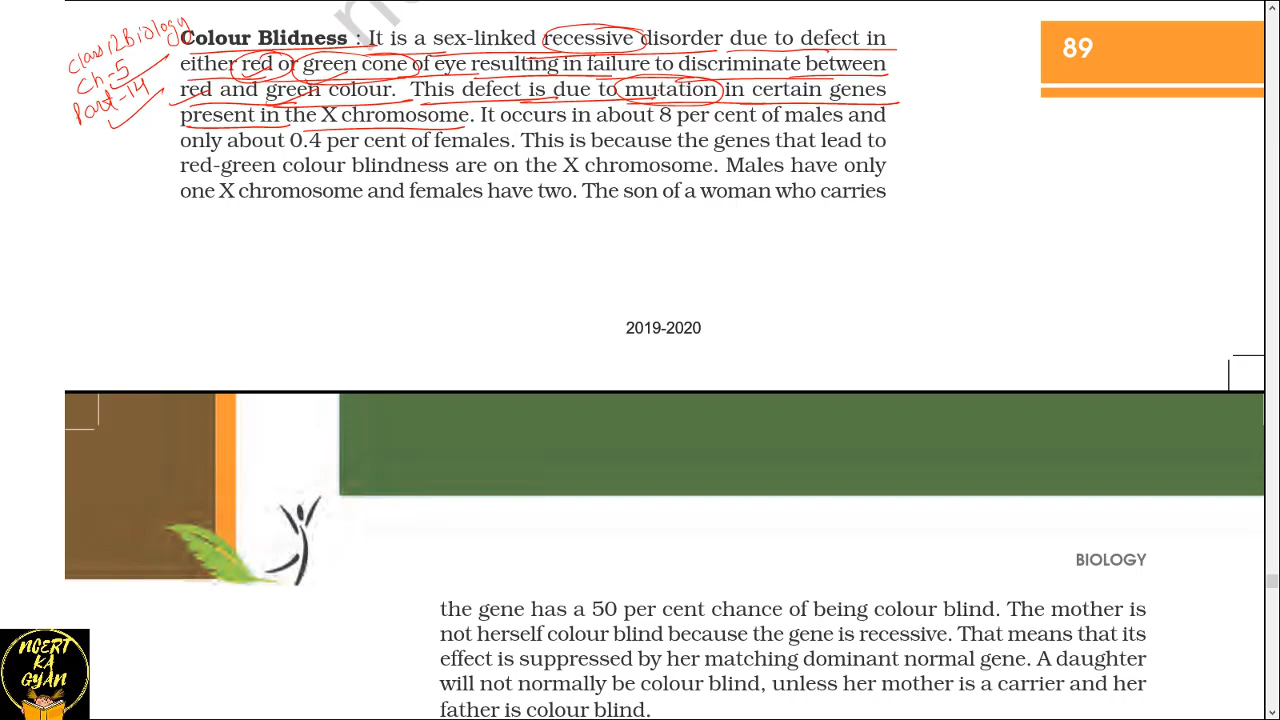 Class 12 Biology
Ch-5
Part-14
Colour Blidness : It is a sex-linked recessive disorder due to defect in
either red or green cone of eye resulting in failure to discriminate between
red and green colour. This defect is due to mutation in certain genes
present in the X chromosome. It occurs in about 8 per cent of males and
only about 0.4 per cent of females. This is because the genes that lead to
red-green colour blindness are on the X chromosome. Males have only
one X chromosome and females have two. The son of a woman who carries
89
2019-2020
BIOLOGY
the gene has a 50 per cent chance of being colour blind. The mother is
not herself colour blind because the gene is recessive. That means that its
effect is suppressed by her matching dominant normal gene. A daughter
will not normally be colour blind, unless her mother is a carrier and her
father is colour blind.
NCERT
KA
GYAN